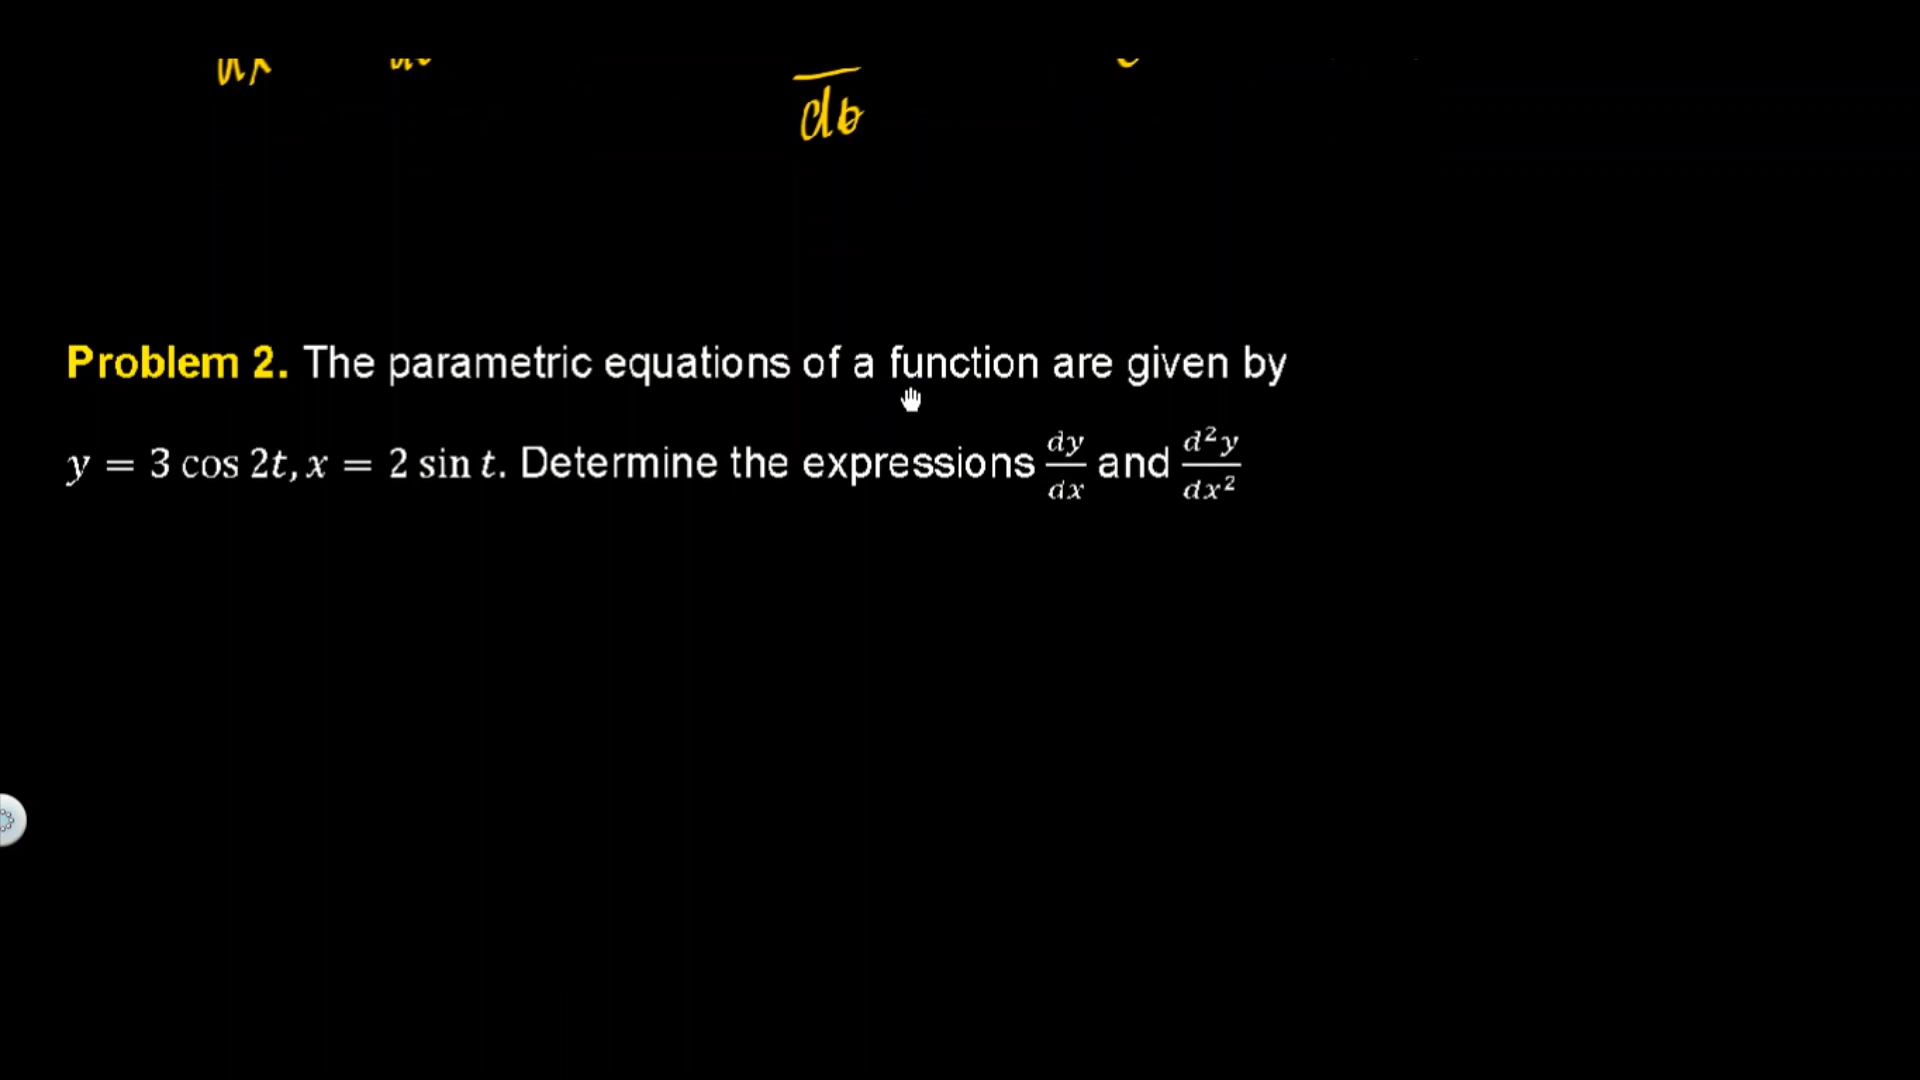 dθ
Problem 2. The parametric equations of a function are given by
y = 3 cos 2t, x = 2 sin t. Determine the expressions dy/dx and d²y/dx²